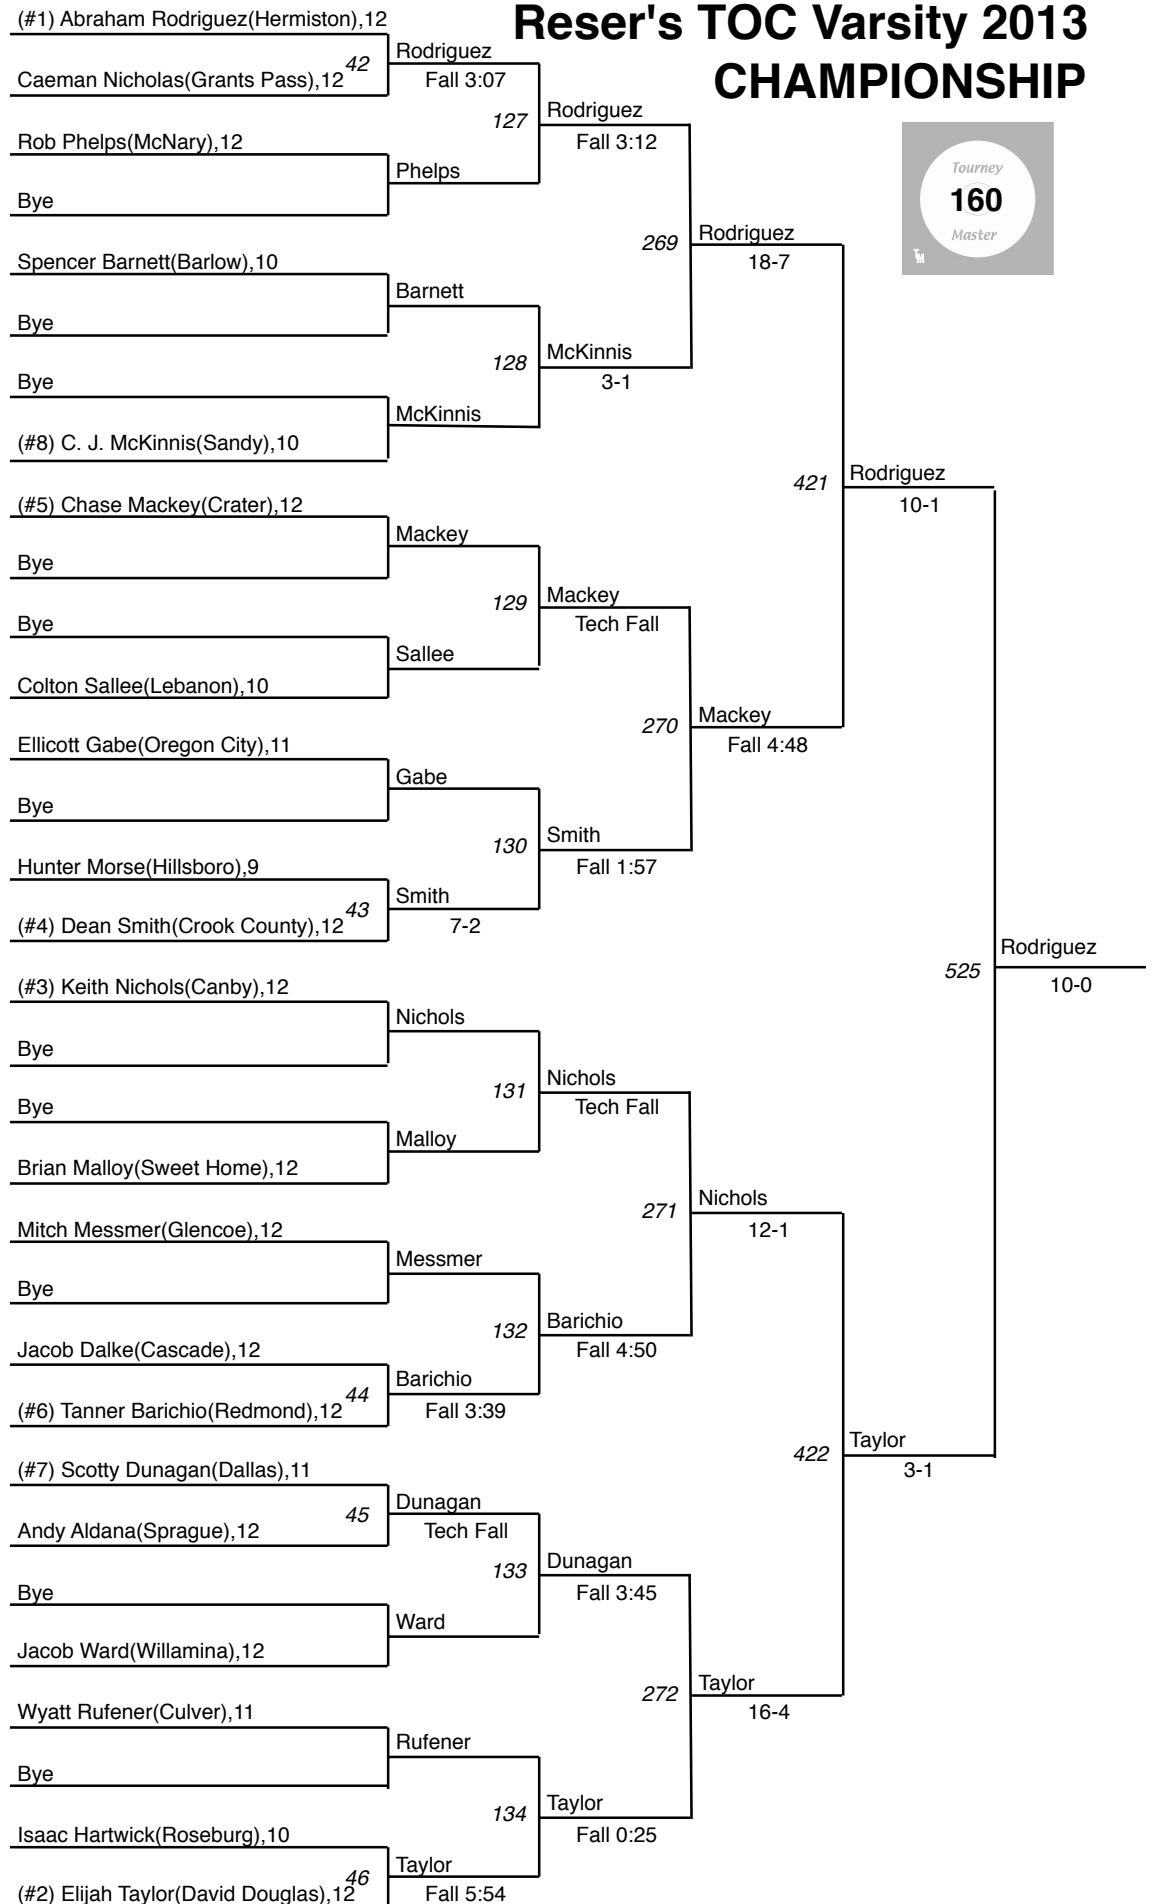 Reser's TOC Varsity 2013
CHAMPIONSHIP
Tourney
160
Master
TM
(#1) Abraham Rodriguez(Hermiston),12
42
Caeman Nicholas(Grants Pass),12
Rodriguez
Fall 3:07
127
Rodriguez
Fall 3:12
Rob Phelps(McNary),12
Phelps
Bye
269
Rodriguez
18-7
Spencer Barnett(Barlow),10
Barnett
Bye
128
McKinnis
3-1
Bye
McKinnis
(#8) C. J. McKinnis(Sandy),10
421
Rodriguez
10-1
(#5) Chase Mackey(Crater),12
Mackey
Bye
129
Mackey
Tech Fall
Bye
Sallee
Colton Sallee(Lebanon),10
270
Mackey
Fall 4:48
Ellicott Gabe(Oregon City),11
Gabe
Bye
130
Smith
Fall 1:57
Hunter Morse(Hillsboro),9
43
Smith
7-2
(#4) Dean Smith(Crook County),12
525
Rodriguez
10-0
(#3) Keith Nichols(Canby),12
Nichols
Bye
131
Nichols
Tech Fall
Bye
Malloy
Brian Malloy(Sweet Home),12
271
Nichols
12-1
Mitch Messmer(Glencoe),12
Messmer
Bye
132
Barichio
Fall 4:50
Jacob Dalke(Cascade),12
44
Barichio
Fall 3:39
(#6) Tanner Barichio(Redmond),12
422
Taylor
3-1
(#7) Scotty Dunagan(Dallas),11
45
Dunagan
Tech Fall
Andy Aldana(Sprague),12
133
Dunagan
Fall 3:45
Bye
Ward
Jacob Ward(Willamina),12
272
Taylor
16-4
Wyatt Rufener(Culver),11
Rufener
Bye
134
Taylor
Fall 0:25
Isaac Hartwick(Roseburg),10
46
Taylor
Fall 5:54
(#2) Elijah Taylor(David Douglas),12